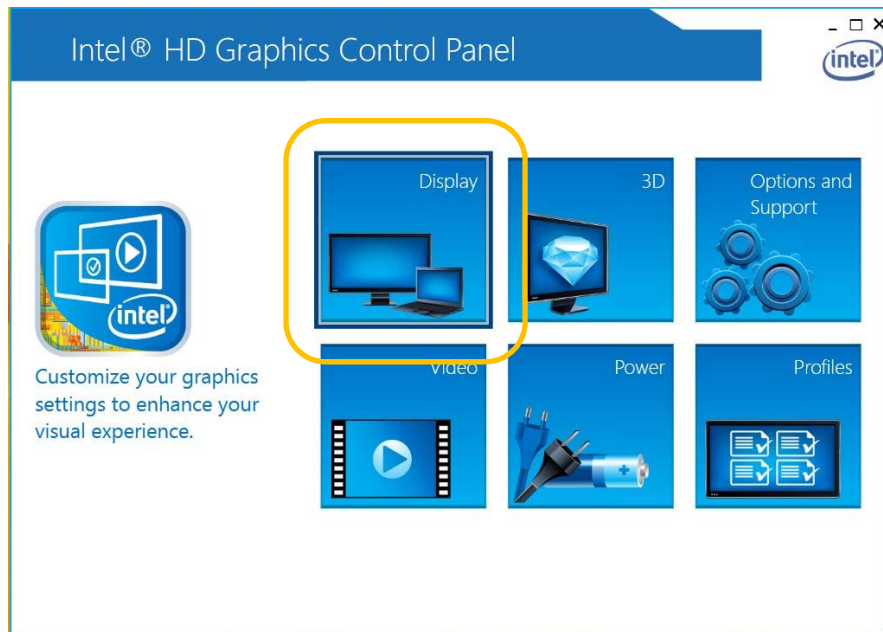 Intel® HD Graphics Control Panel
intel
Display
3D
Options and
Support
intel
Customize your graphics
settings to enhance your
visual experience.
Video
Power
Profiles